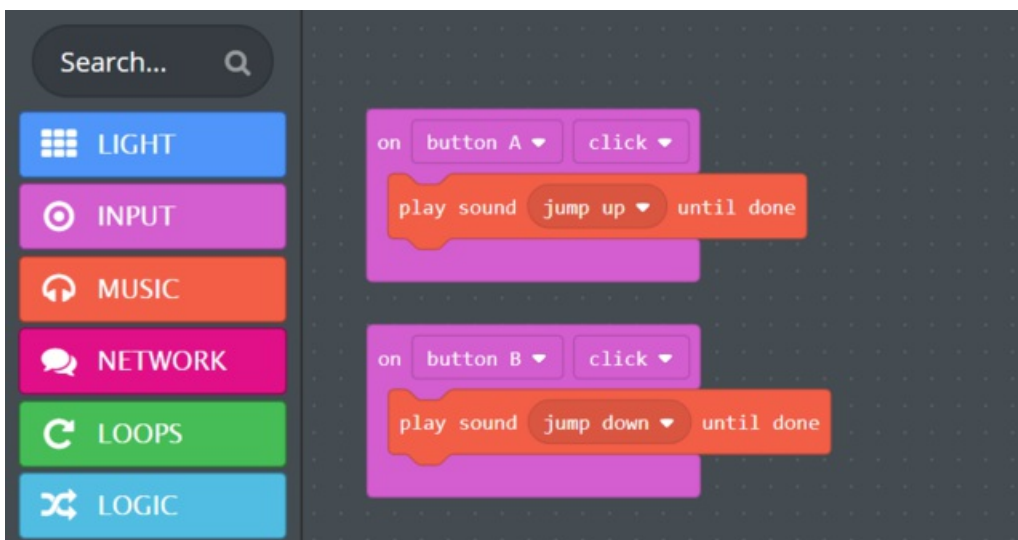 Search...
LIGHT
INPUT
MUSIC
NETWORK
LOOPS
LOGIC
on button A click
play sound jump up until done
on button B click
play sound jump down until done